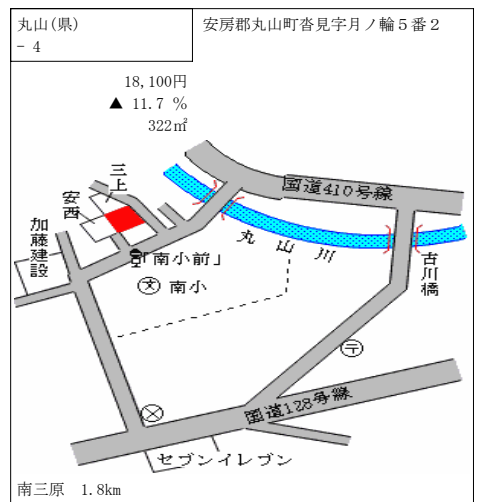 丸山(県)
- 4
安房郡丸山町沓見字月ノ輪５番２
18,100円
▲ 11.7 %
322㎡
三上
安西
加藤建設
国道410号線
丸山川
古川橋
「南小前」
文 南小
〒
国道128号線
セブンイレブン
南三原 1.8km